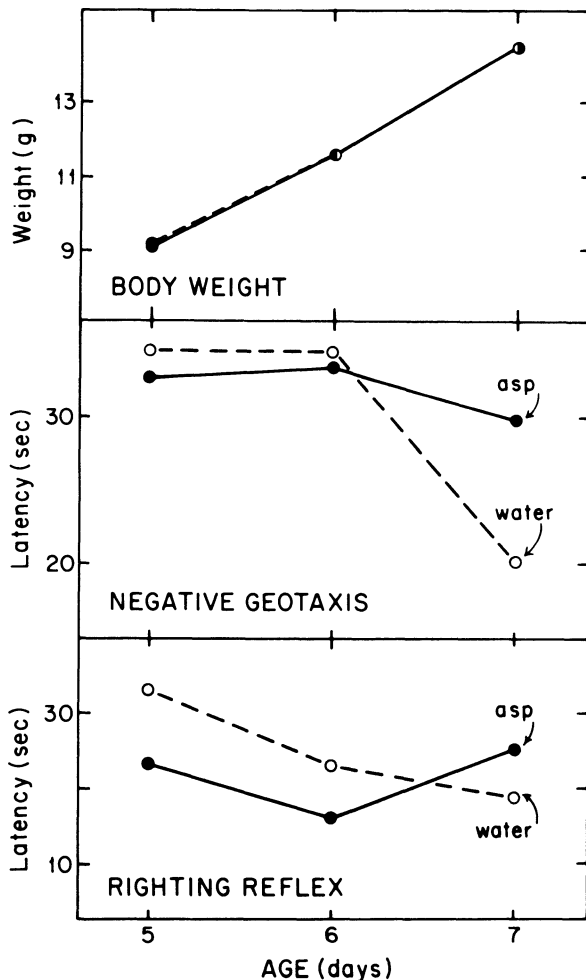 13
11
9
Weight (g)
BODY WEIGHT
30
20
Latency (sec)
asp
water
NEGATIVE GEOTAXIS
30
10
Latency (sec)
asp
water
RIGHTING REFLEX
5 6 7
AGE (days)